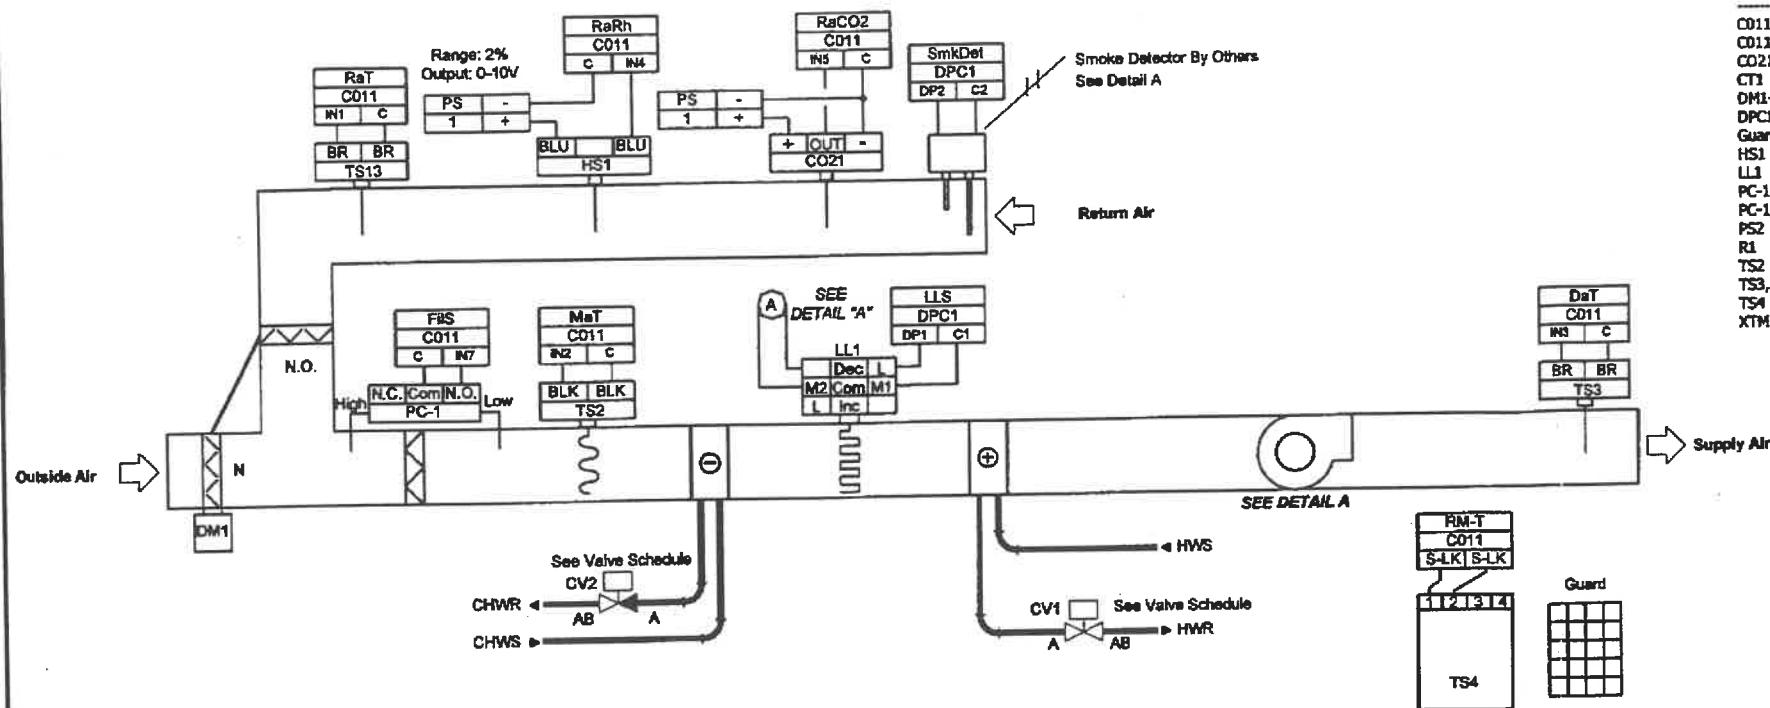 RaRh
C011
C IN4
Range: 2%
Output: 0-10V
PS -
1 +
BLU BLU
HS1
RaT
C011
IN1 C
BR BR
TS13
RaCO2
C011
IN5 C
PS -
1 +
+ OUT -
CO21
SmkDet
DPC1
DP2 C2
Smoke Detector By Others
See Detail A
Return Air
N.O.
FilS
C011
C IN7
N.C. Com N.O.
PC-1
High
Low
MaT
C011
IN2 C
BLK BLK
TS2
A
SEE
DETAIL "A"
LLS
DPC1
DP1 C1
LL1
Dec L
M2 Com M1
L Inc
DaT
C011
IN3 C
BR BR
TS3
Outside Air
N
DM1
Supply Air
SEE DETAIL A
See Valve Schedule
CV2
CHWR
AB A
CHWS
HWS
CV1
See Valve Schedule
HWR
A AB
RM-T
C011
S-LK S-LK
1 2 3 4
TS4
Guard
C011
C011
CO21
CT1
DM1-
DPC1
Guar
HS1
LL1
PC-1
PC-1
PS2
R1
TS2
TS3,
TS4
XTM